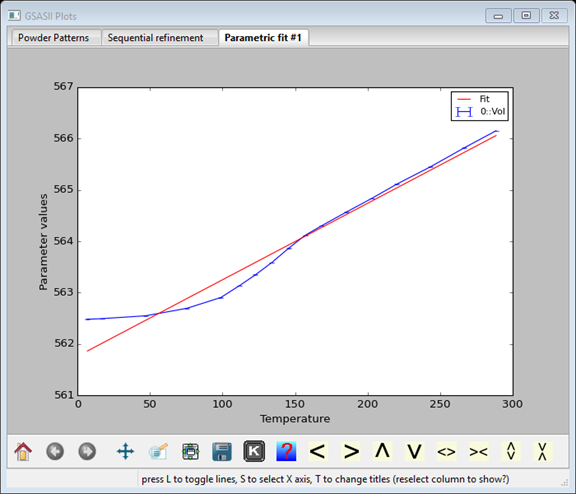 GSASII Plots
Powder Patterns Sequential refinement Parametric fit #1
567
566
565
564
563
562
561
Parameter values
Fit
0::Vol
0 50 100 150 200 250 300
Temperature
K ? < > Λ V <> ><
press L to toggle lines, S to select X axis, T to change titles (reselect column to show?)